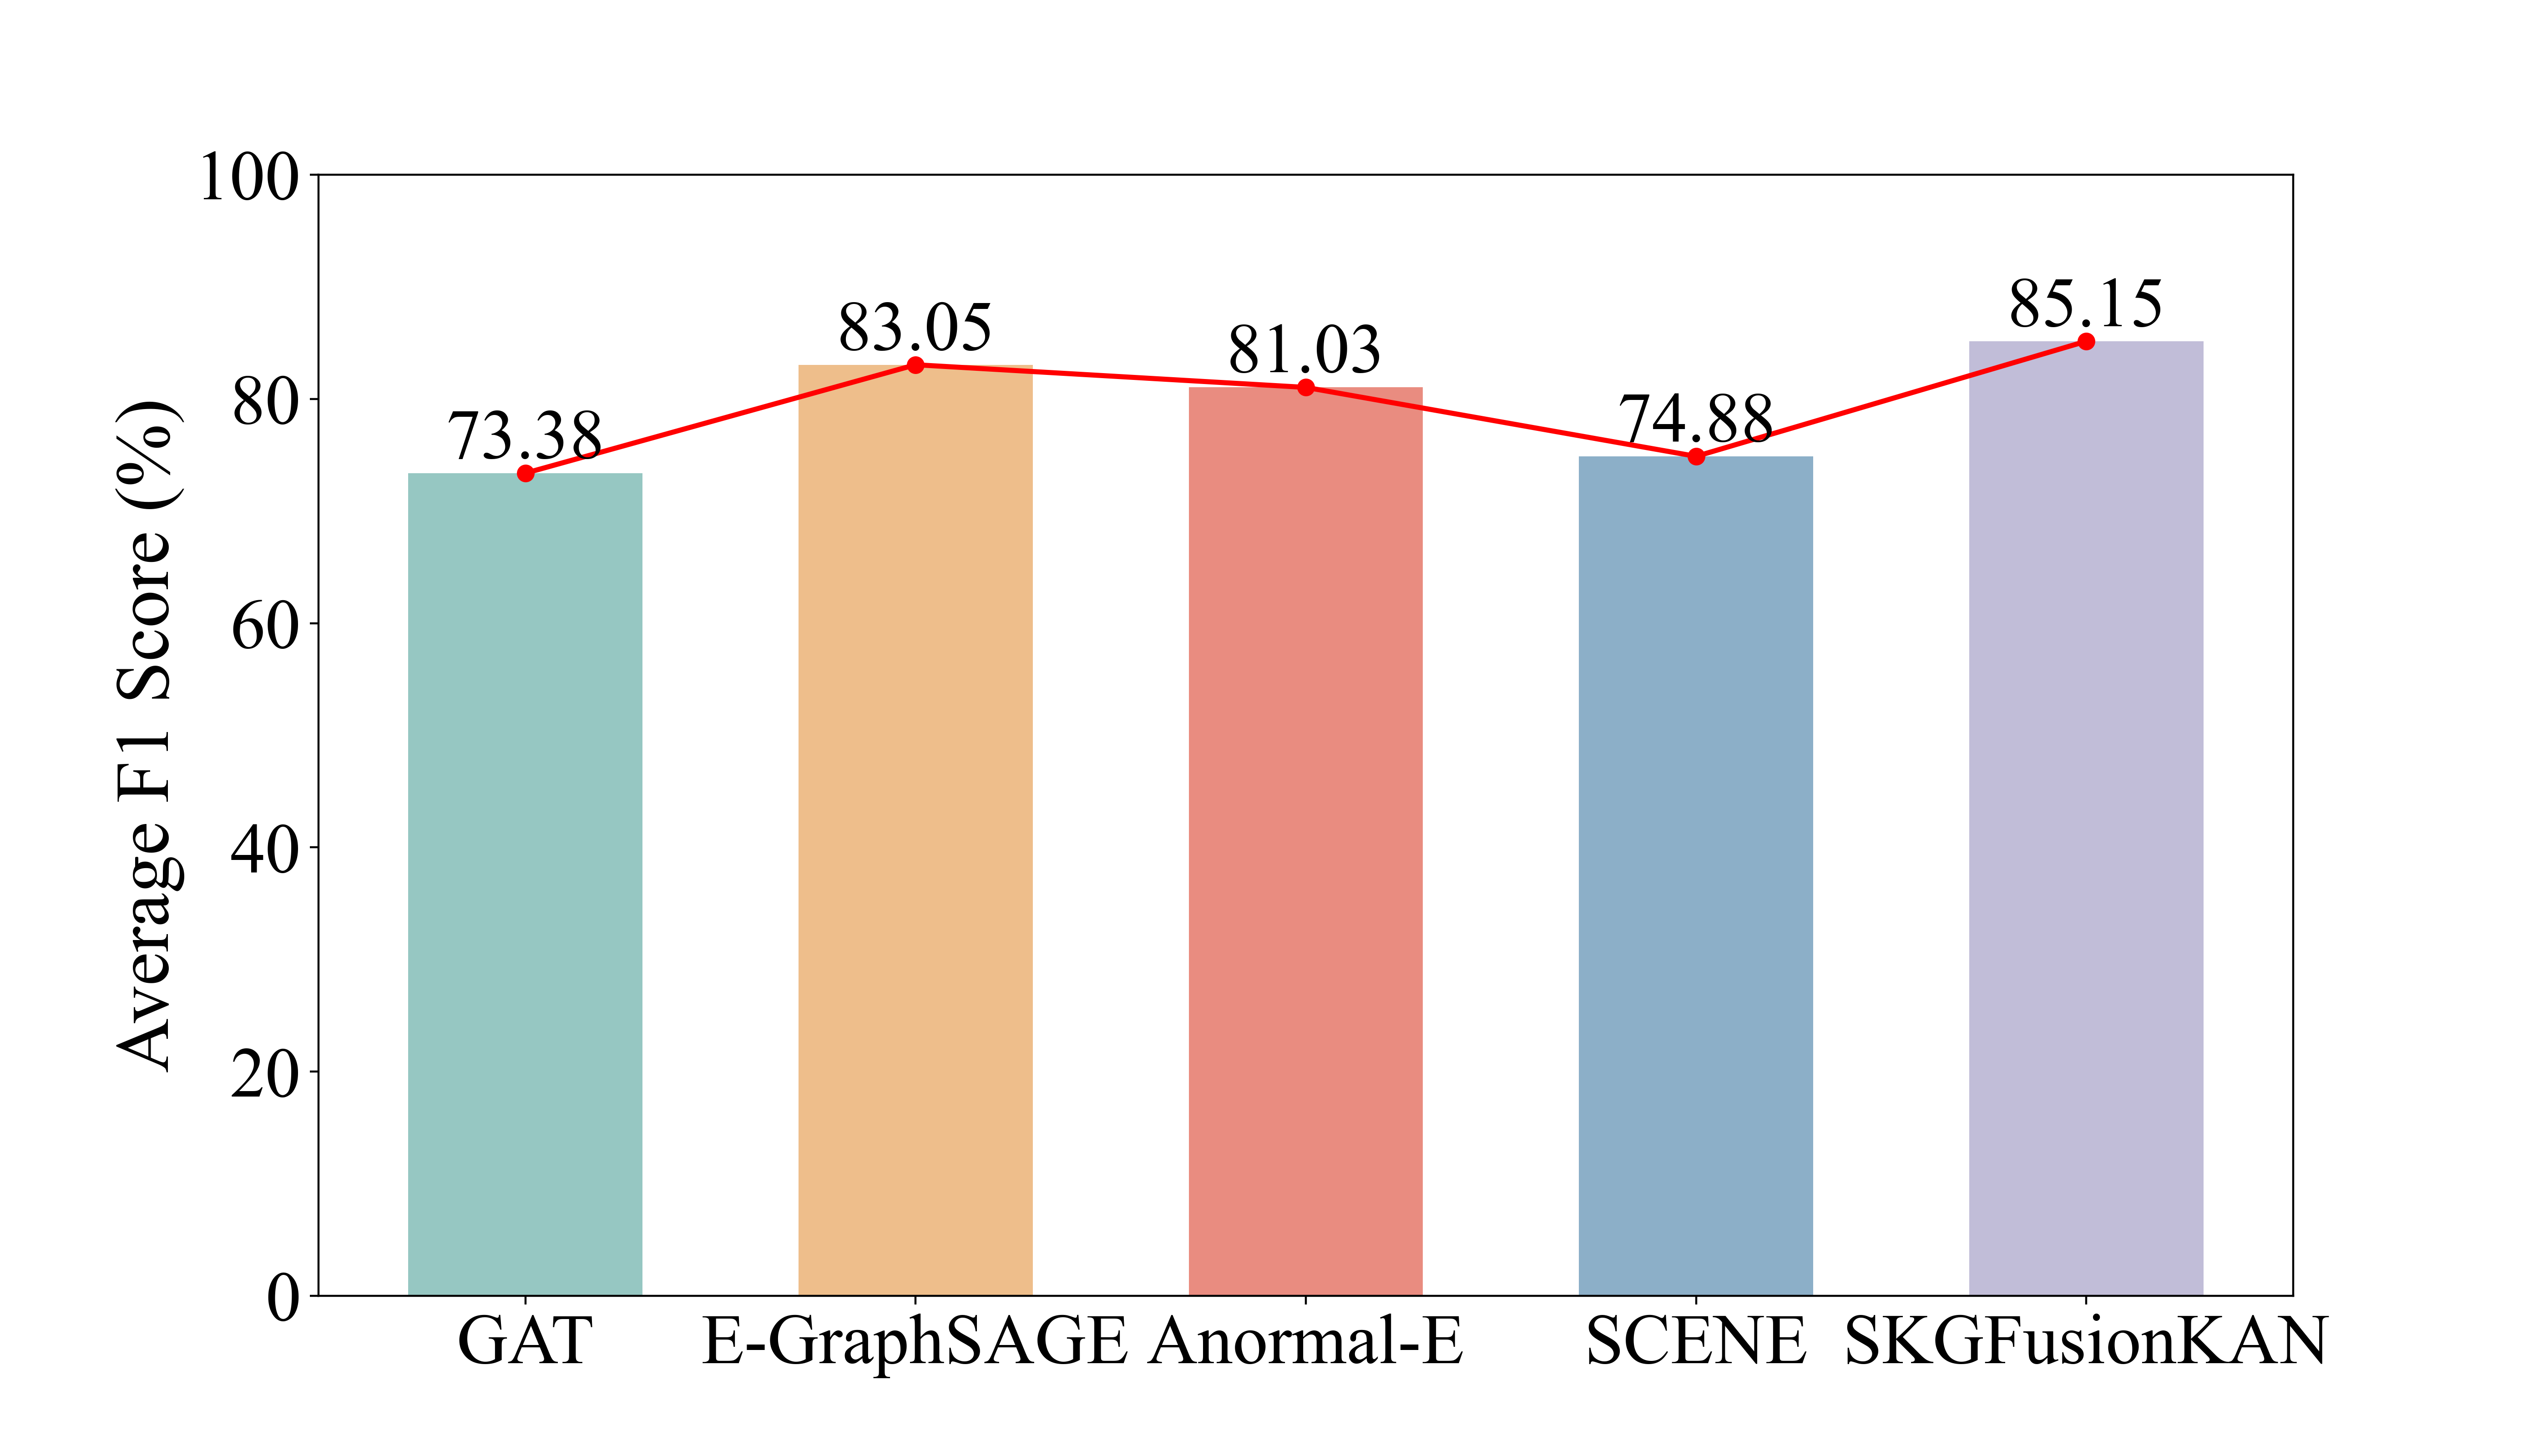 Average F1 Score (%)
100
80
60
40
20
0
73.38
83.05
81.03
74.88
85.15
GAT
E-GraphSAGE
Anormal-E
SCENE
SKGFusionKAN